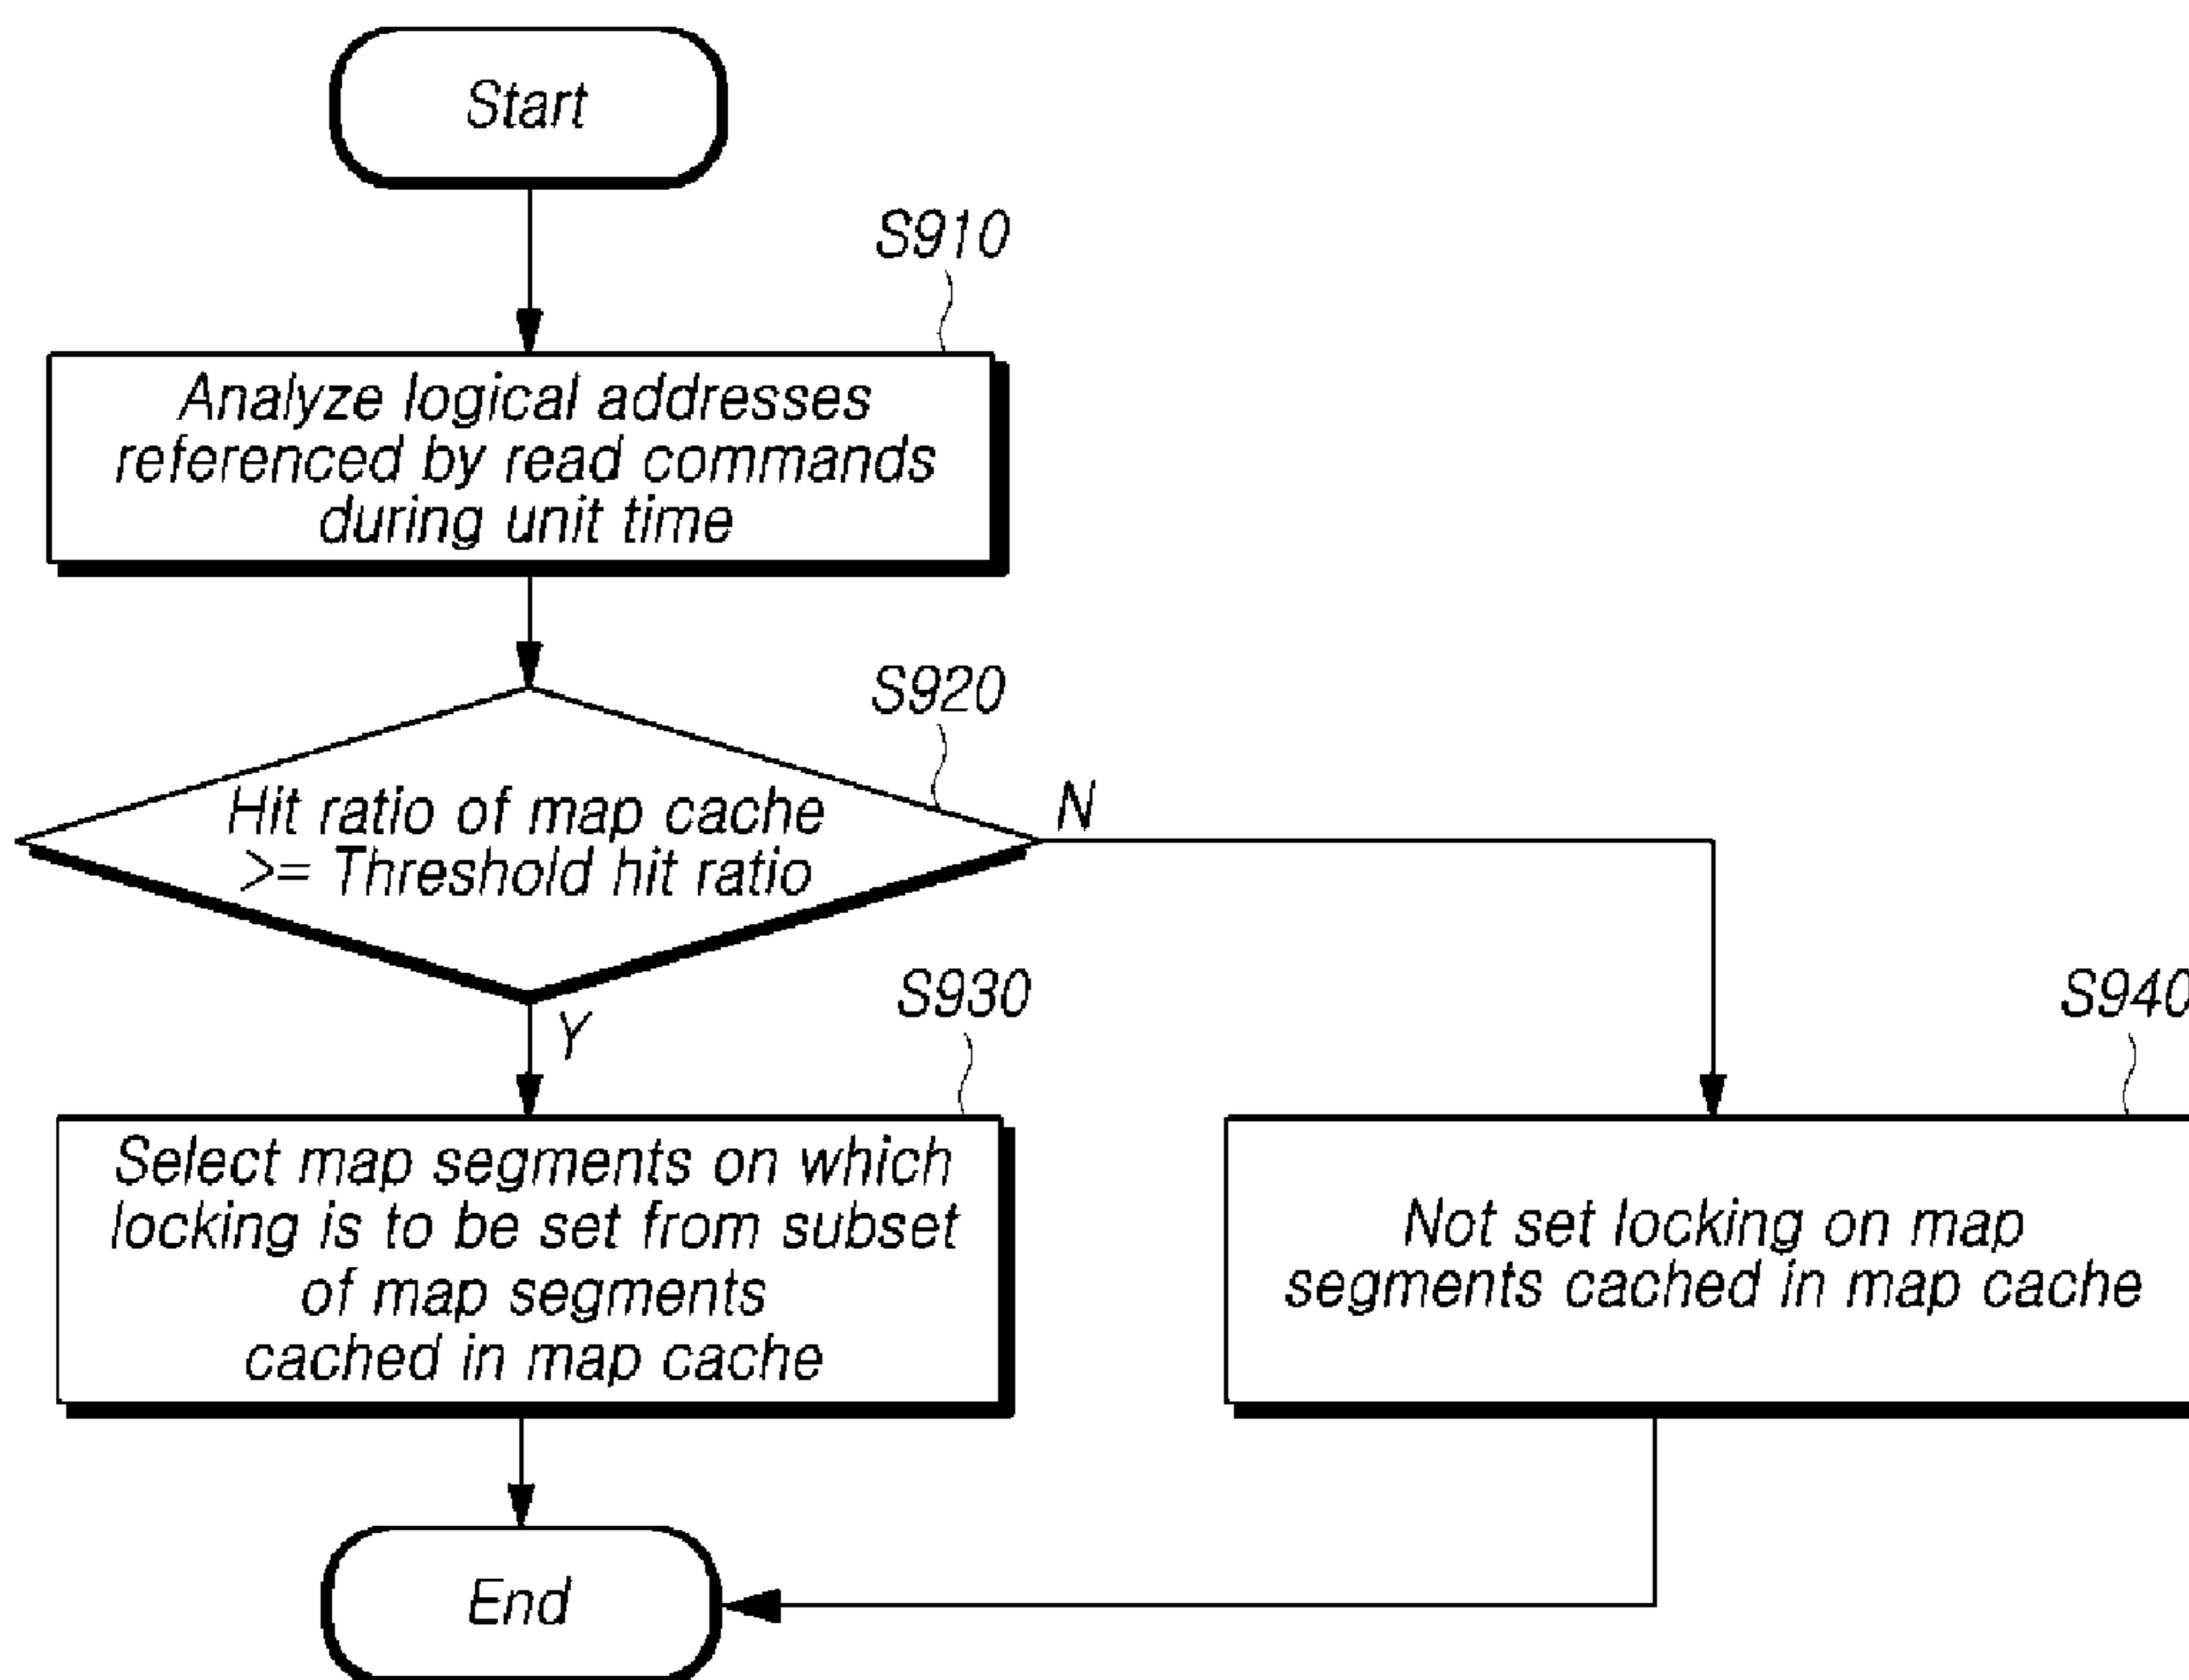 Start
S910
Analyze logical addresses
referenced by read commands
during unit time
S920
Hit ratio of map cache
>= Threshold hit ratio
N
Y
S930
Select map segments on which
locking is to be set from subset
of map segments
cached in map cache
S940
Not set locking on map
segments cached in map cache
End